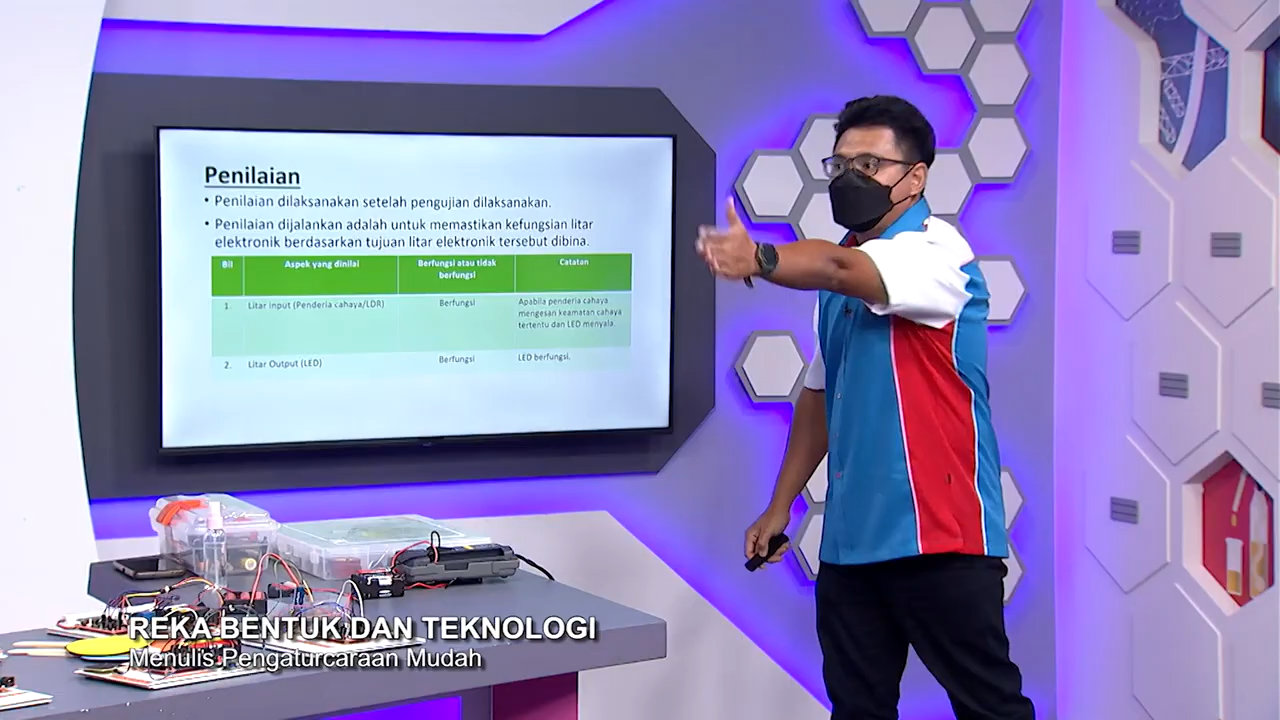 Penilaian
• Penilaian dilaksanakan setelah pengujian dilaksanakan.
• Penilaian dijalankan adalah untuk memastikan kefungsian litar
elektronik berdasarkan tujuan litar elektronik tersebut dibina.
Bil Aspek yang dinilai Berfungsi atau tidak berfungsi Catatan
1. Litar input (Penderia cahaya/LDR) Berfungsi Apabila penderia cahaya
mengesan keamatan cahaya
tertentu dan LED menyala.
2. Litar Output (LED) Berfungsi LED berfungsi.
REKA BENTUK DAN TEKNOLOGI
Menulis Pengaturcaraan Mudah